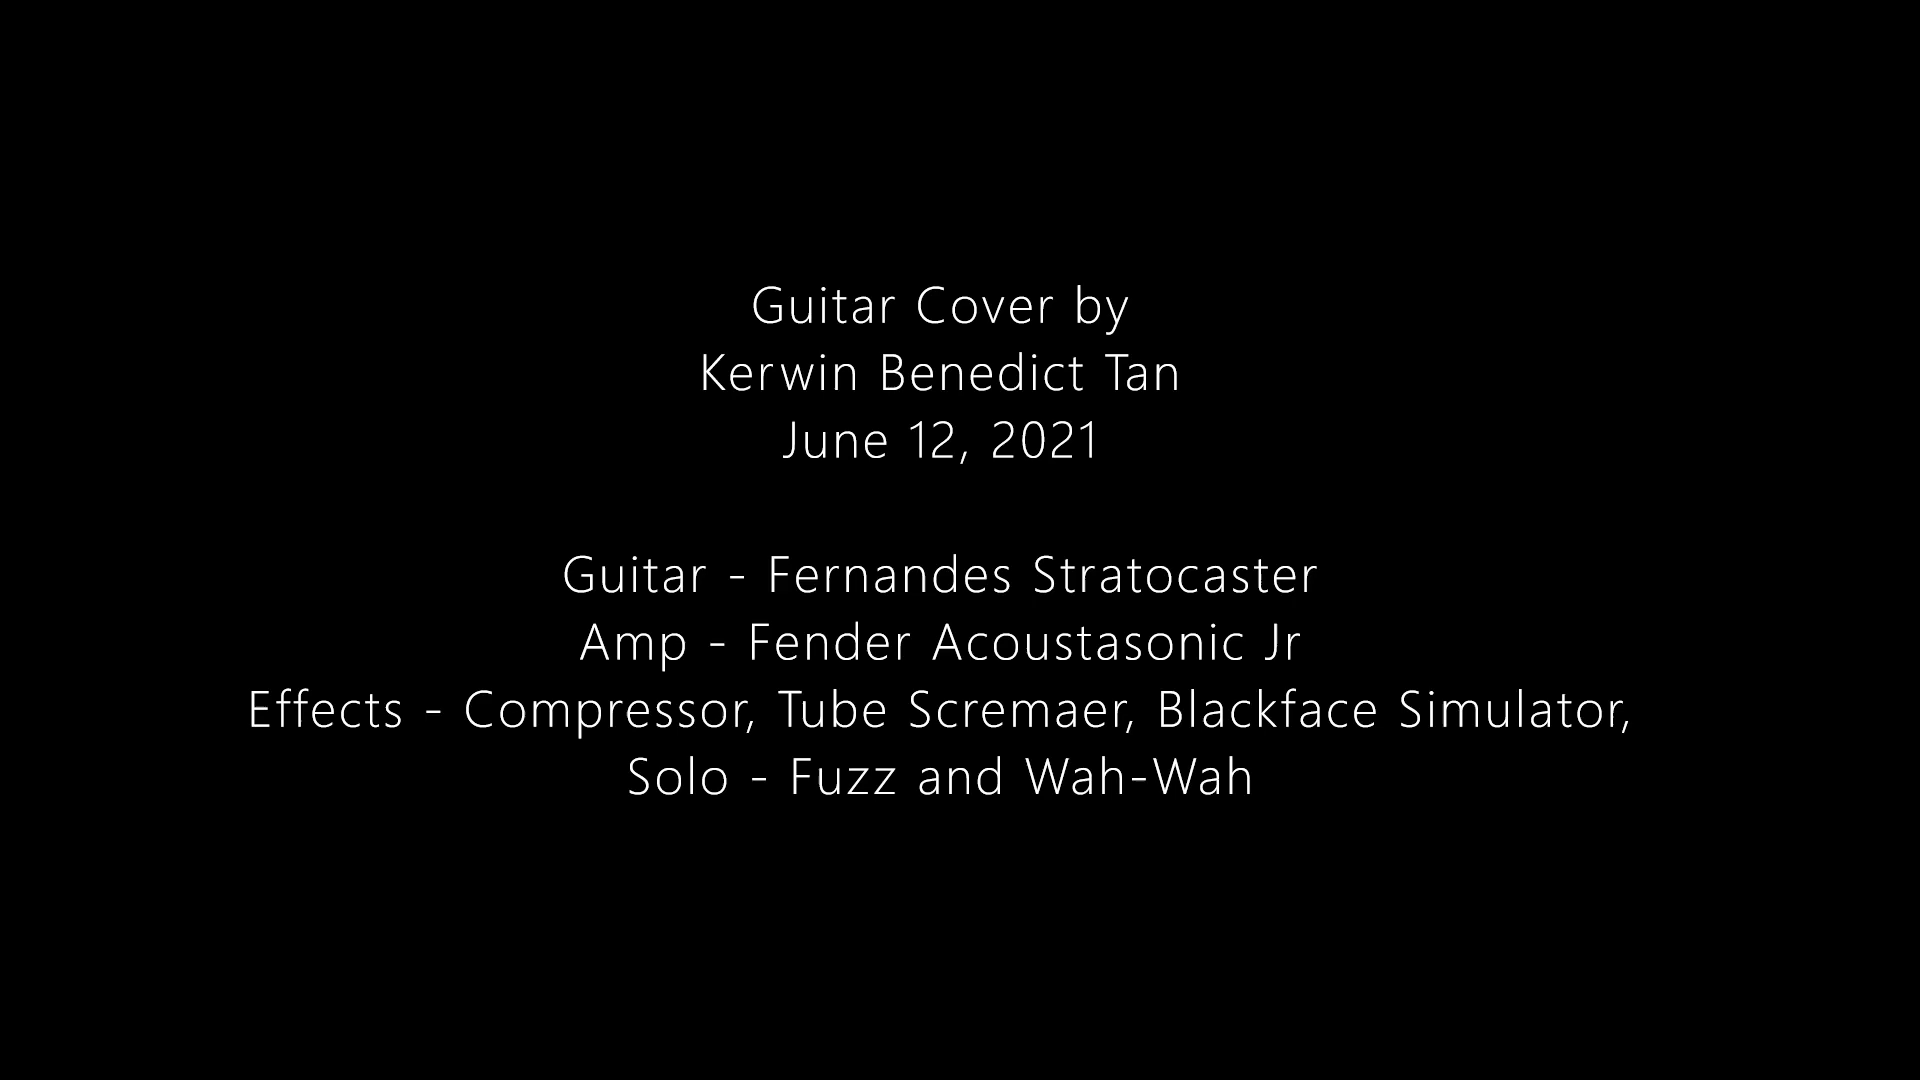 Guitar Cover by
Kerwin Benedict Tan
June 12, 2021
Guitar - Fernandes Stratocaster
Amp - Fender Acoustasonic Jr
Effects - Compressor, Tube Scremaer, Blackface Simulator,
Solo - Fuzz and Wah-Wah